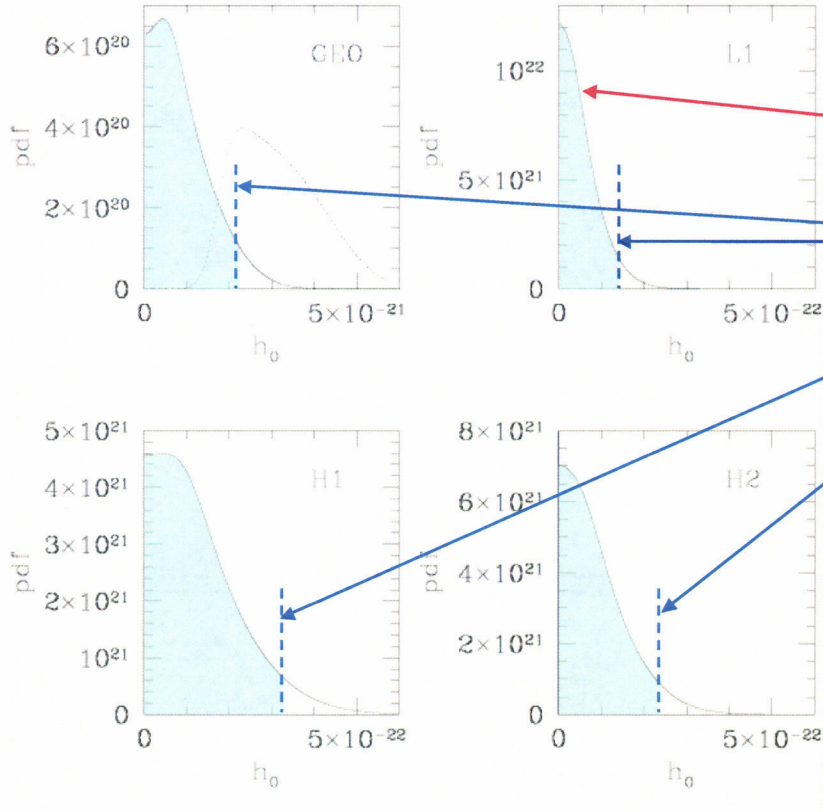 GEO
6×10²⁰
4×10²⁰
2×10²⁰
0
pdf
0
5×10⁻²¹
h₀
L1
10²²
5×10²¹
0
pdf
0
5×10⁻²²
h₀
H1
5×10²¹
4×10²¹
3×10²¹
2×10²¹
10²¹
0
pdf
0
5×10⁻²²
h₀
H2
8×10²¹
6×10²¹
4×10²¹
2×10²¹
0
pdf
0
5×10⁻²²
h₀